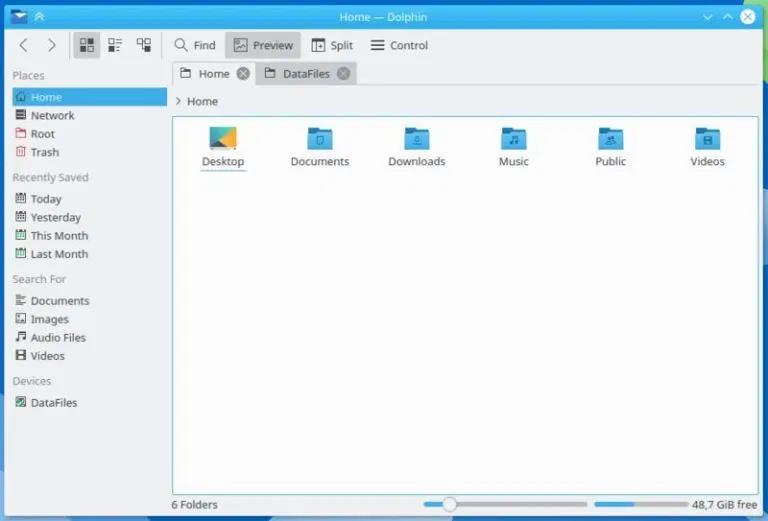 Home — Dolphin
Find Preview Split Control
Places
Home
Network
Root
Trash
Recently Saved
Today
Yesterday
This Month
Last Month
Search For
Documents
Images
Audio Files
Videos
Devices
DataFiles
Home DataFiles
Home
Desktop Documents Downloads Music Public Videos
6 Folders 48,7 GiB free